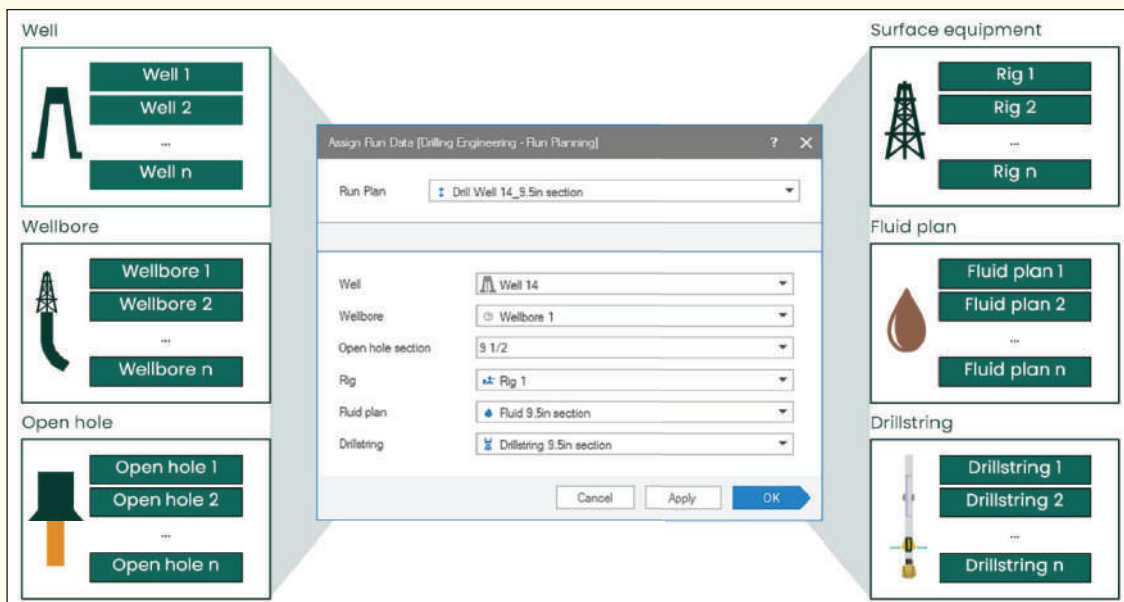 Well
Well 1
Well 2
...
Well n
Wellbore
Wellbore 1
Wellbore 2
...
Wellbore n
Open hole
Open hole 1
Open hole 2
...
Open hole n
Assign Run Data [Drilling Engineering - Run Planning] ? X
Run Plan Drill Well 14_9.5in section
Well Well 14
Wellbore Wellbore 1
Open hole section 9 1/2
Rig Rig 1
Fluid plan Fluid 9.5in section
Drillstring Drillstring 9.5in section
Cancel Apply OK
Surface equipment
Rig 1
Rig 2
...
Rig n
Fluid plan
Fluid plan 1
Fluid plan 2
...
Fluid plan n
Drillstring
Drillstring 1
Drillstring 2
...
Drillstring n